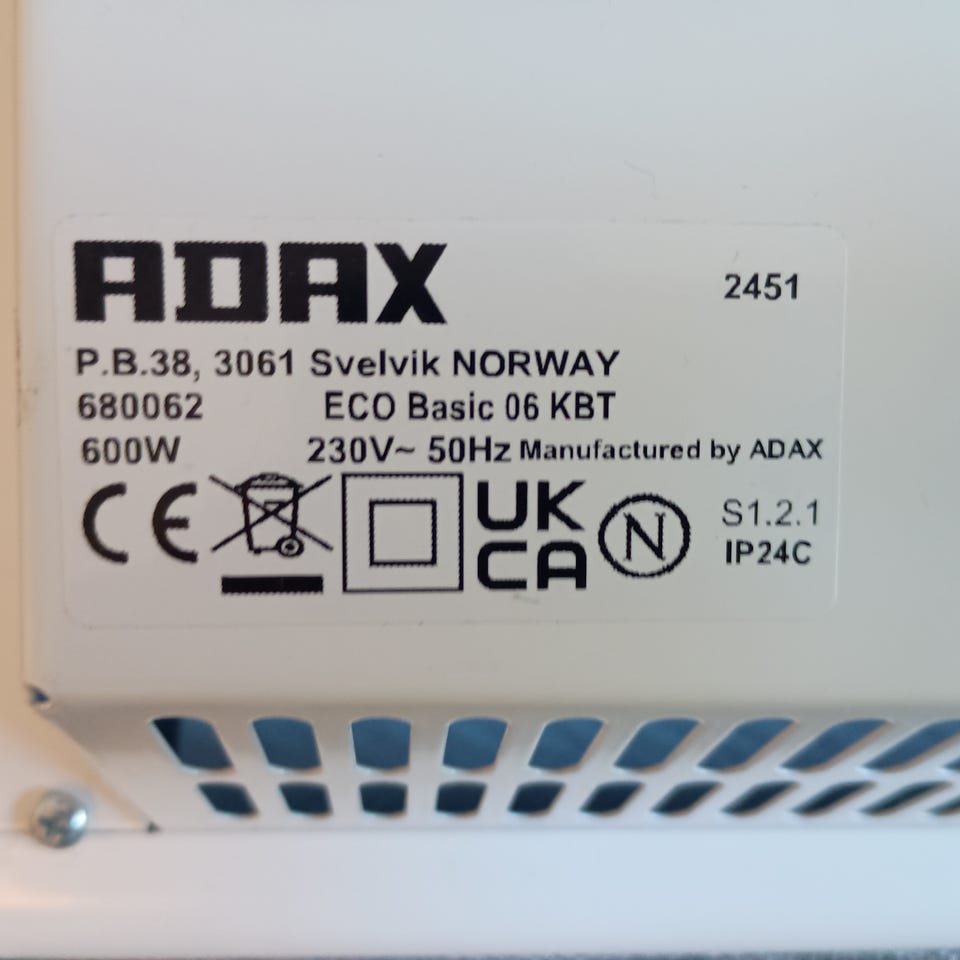 ADAX
2451
P.B.38, 3061 Svelvik NORWAY
680062 ECO Basic 06 KBT
600W 230V~ 50Hz Manufactured by ADAX
CE UK CA N S1.2.1
IP24C